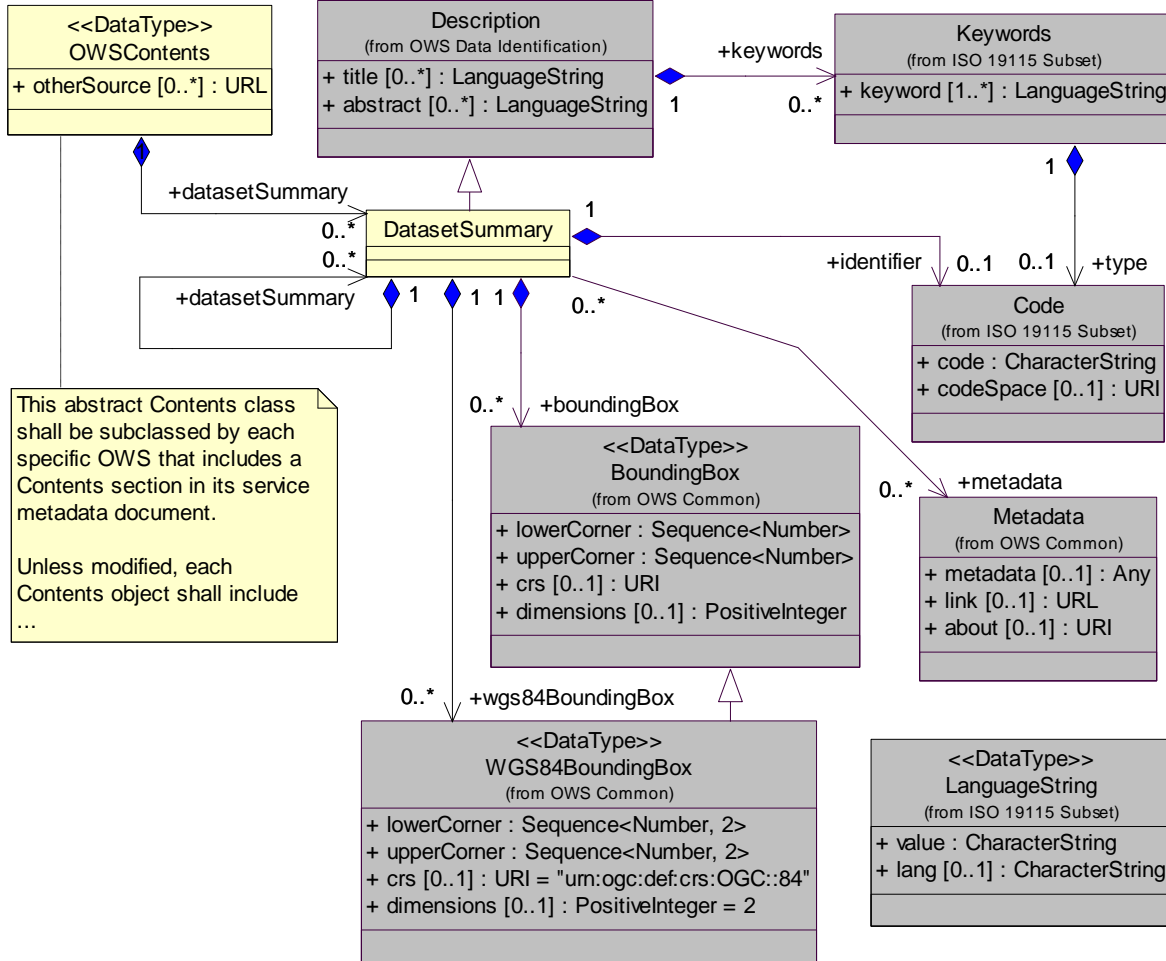 <<DataType>>
OWSContents
+ otherSource [0..*] : URL
Description
(from OWS Data Identification)
+ title [0..*] : LanguageString
+ abstract [0..*] : LanguageString
+keywords
1
0..*
Keywords
(from ISO 19115 Subset)
+ keyword [1..*] : LanguageString
1
+datasetSummary
0..*
DatasetSummary
1
+identifier
0..1
1
0..1
+type
0..*
+datasetSummary
1
1
1
0..*
Code
(from ISO 19115 Subset)
+ code : CharacterString
+ codeSpace [0..1] : URI
This abstract Contents class
shall be subclassed by each
specific OWS that includes a
Contents section in its service
metadata document.
Unless modified, each
Contents object shall include
...
0..*
+boundingBox
<<DataType>>
BoundingBox
(from OWS Common)
+ lowerCorner : Sequence<Number>
+ upperCorner : Sequence<Number>
+ crs [0..1] : URI
+ dimensions [0..1] : PositiveInteger
0..*
+metadata
Metadata
(from OWS Common)
+ metadata [0..1] : Any
+ link [0..1] : URL
+ about [0..1] : URI
0..*
+wgs84BoundingBox
<<DataType>>
WGS84BoundingBox
(from OWS Common)
+ lowerCorner : Sequence<Number, 2>
+ upperCorner : Sequence<Number, 2>
+ crs [0..1] : URI = "urn:ogc:def:crs:OGC::84"
+ dimensions [0..1] : PositiveInteger = 2
<<DataType>>
LanguageString
(from ISO 19115 Subset)
+ value : CharacterString
+ lang [0..1] : CharacterString